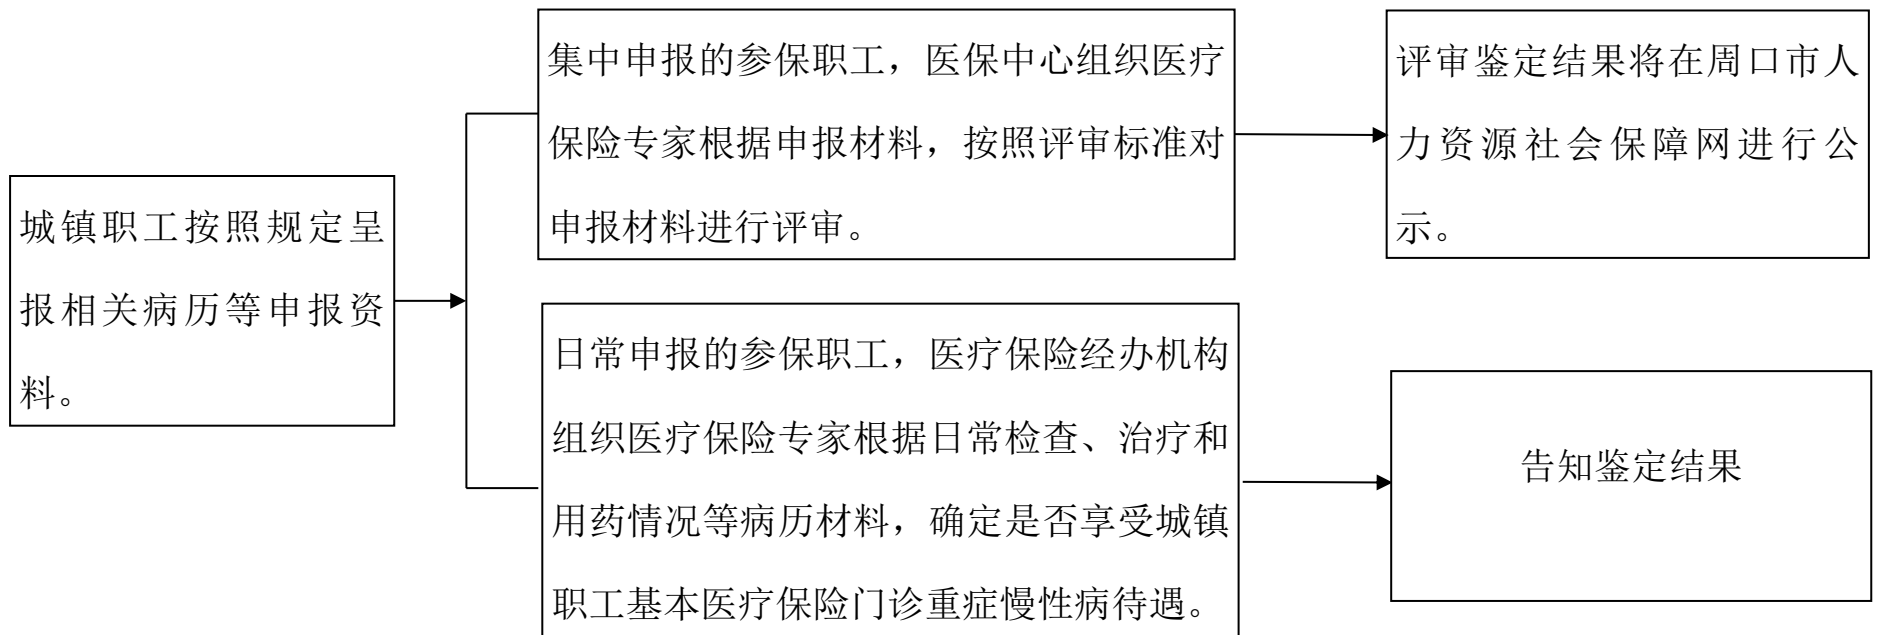 城镇职工按照规定呈
报相关病历等申报资
料。
集中申报的参保职工，医保中心组织医疗
保险专家根据申报材料，按照评审标准对
申报材料进行评审。
评审鉴定结果将在周口市人
力资源社会保障网进行公
示。
日常申报的参保职工，医疗保险经办机构
组织医疗保险专家根据日常检查、治疗和
用药情况等病历材料，确定是否享受城镇
职工基本医疗保险门诊重症慢性病待遇。
告知鉴定结果